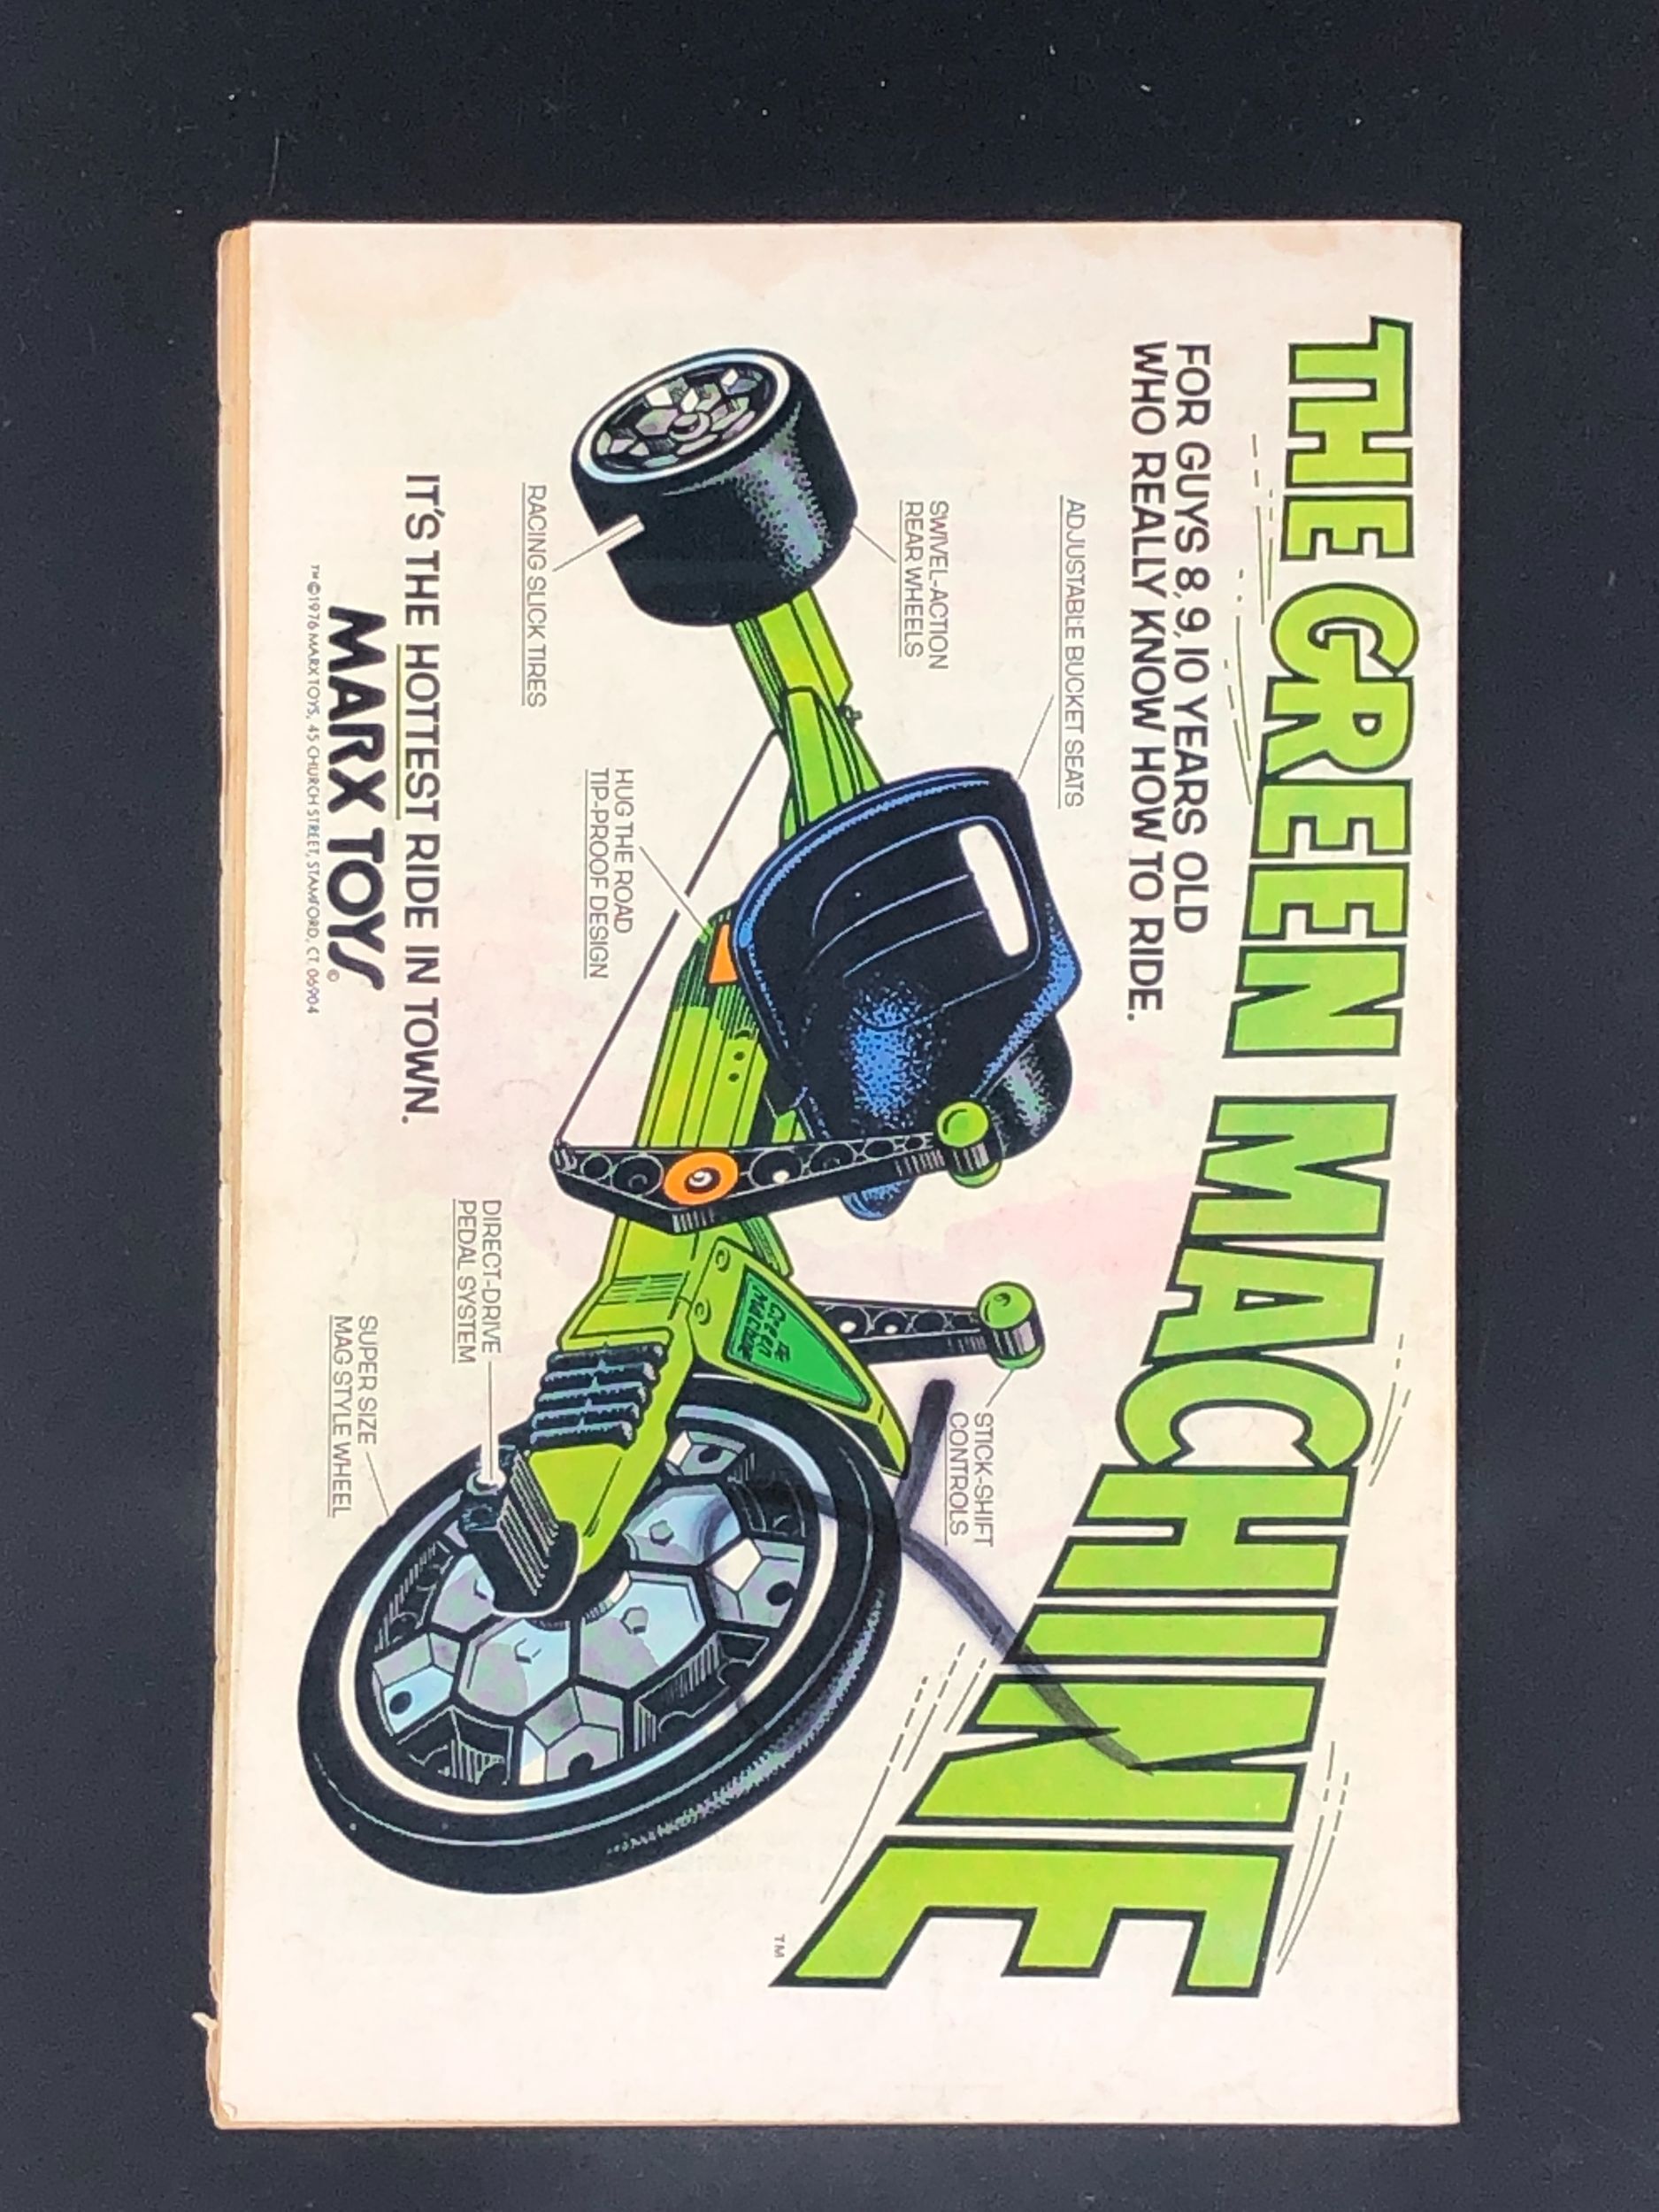 THE GREEN MACHINE
TM
FOR GUYS 8, 9, 10 YEARS OLD
WHO REALLY KNOW HOW TO RIDE.
ADJUSTABLE BUCKET SEATS
SWIVEL-ACTION
REAR WHEELS
STICK-SHIFT
CONTROLS
THE
GREEN
MACHINE
HUG THE ROAD
TIP-PROOF DESIGN
RACING SLICK TIRES
DIRECT-DRIVE
PEDAL SYSTEM
SUPER SIZE
MAG STYLE WHEEL
IT'S THE HOTTEST RIDE IN TOWN.
MARX TOYS©
TM ©1976 MARX TOYS, 45 CHURCH STREET, STAMFORD, CT. 06904